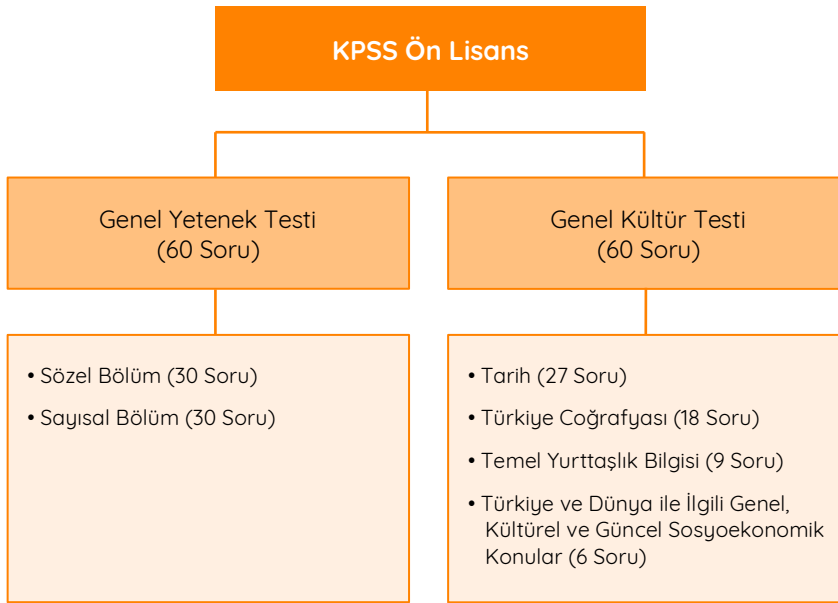 KPSS Ön Lisans
Genel Yetenek Testi
(60 Soru)
• Sözel Bölüm (30 Soru)
• Sayısal Bölüm (30 Soru)
Genel Kültür Testi
(60 Soru)
• Tarih (27 Soru)
• Türkiye Coğrafyası (18 Soru)
• Temel Yurttaşlık Bilgisi (9 Soru)
• Türkiye ve Dünya ile İlgili Genel,
Kültürel ve Güncel Sosyoekonomik
Konular (6 Soru)